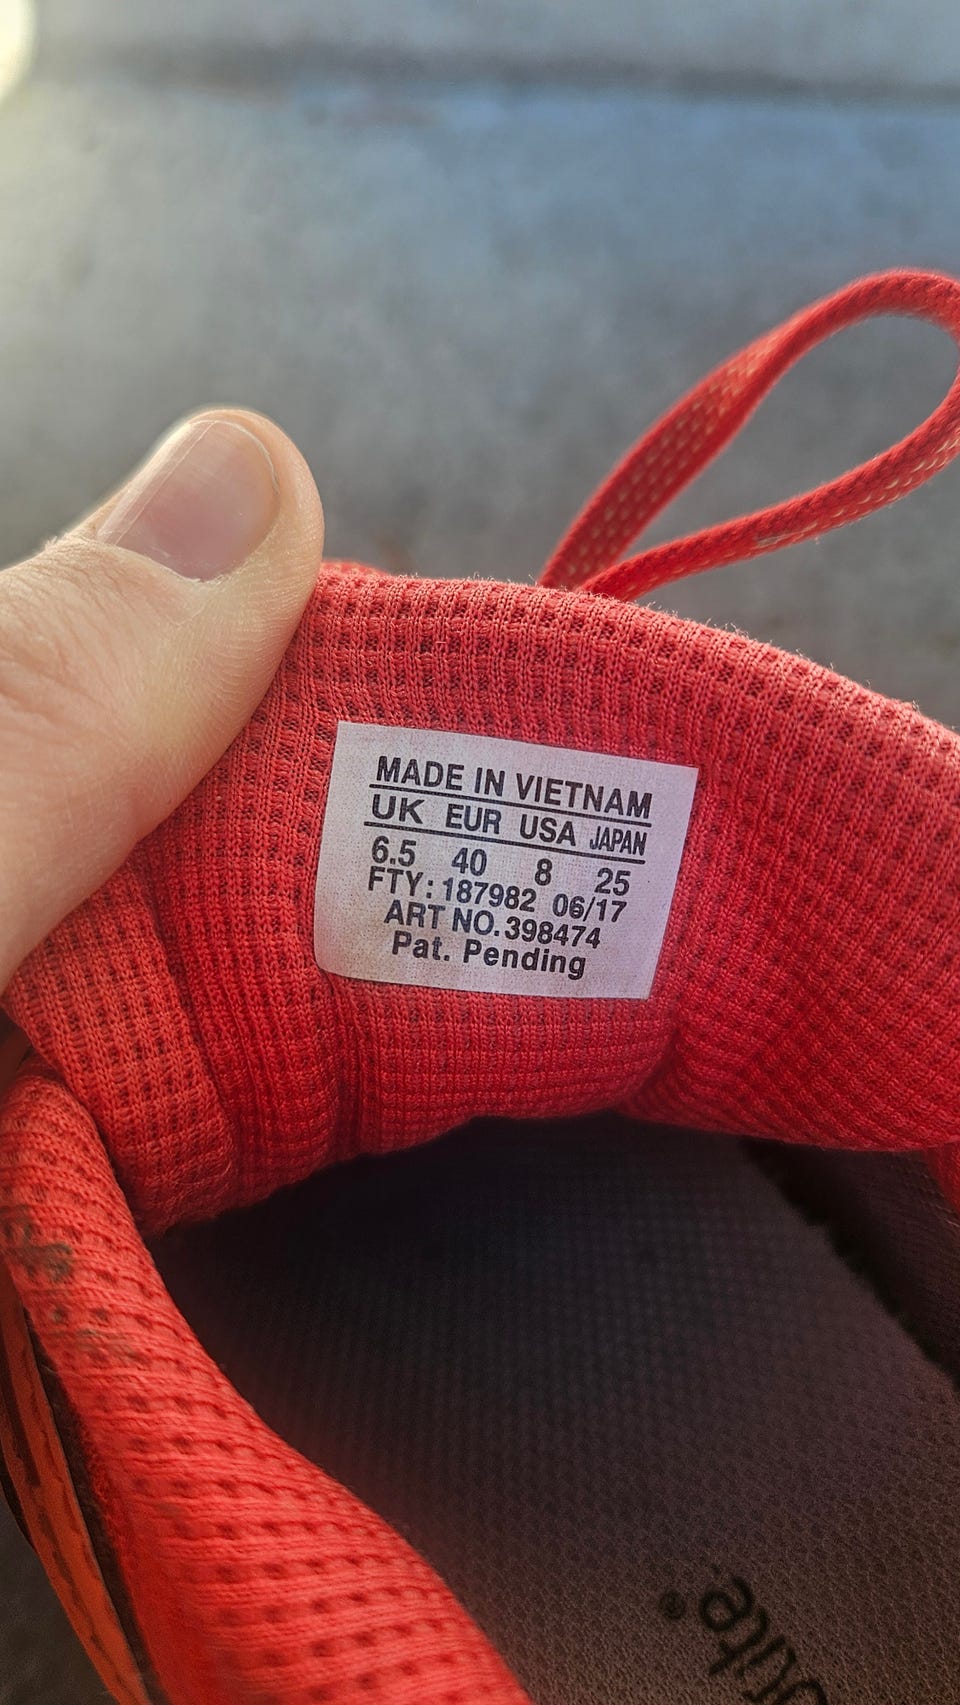 MADE IN VIETNAM
UK EUR USA JAPAN
6.5 40 8 25
FTY: 187982 06/17
ART NO. 398474
Pat. Pending
®